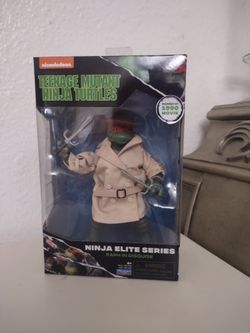 nickelodeon
TEENAGE MUTANT
NINJA TURTLES
1990
MOVIE
NINJA ELITE SERIES
RAPH IN DISGUISE